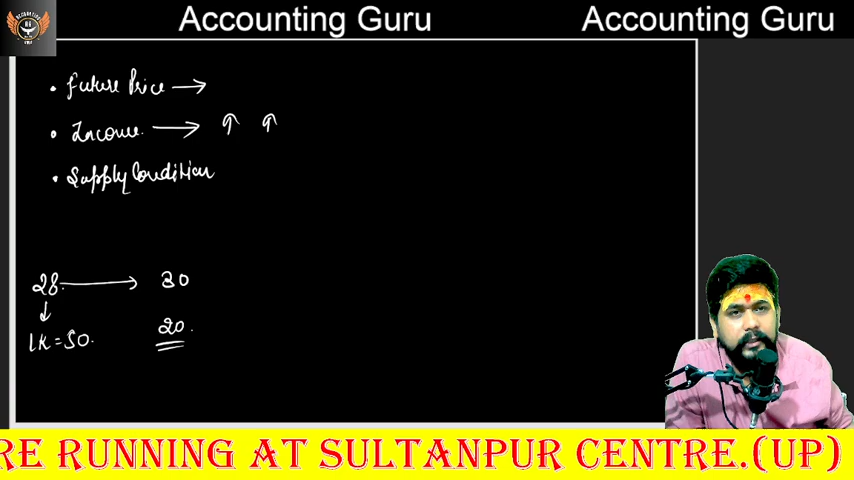 Accounting Guru Accounting Guru
• Future Price →
• Income. → ↑ ↑
• Supply Condition
28. → 30
↓
1K = 50. 20.
RE RUNNING AT SULTANPUR CENTRE.(UP)